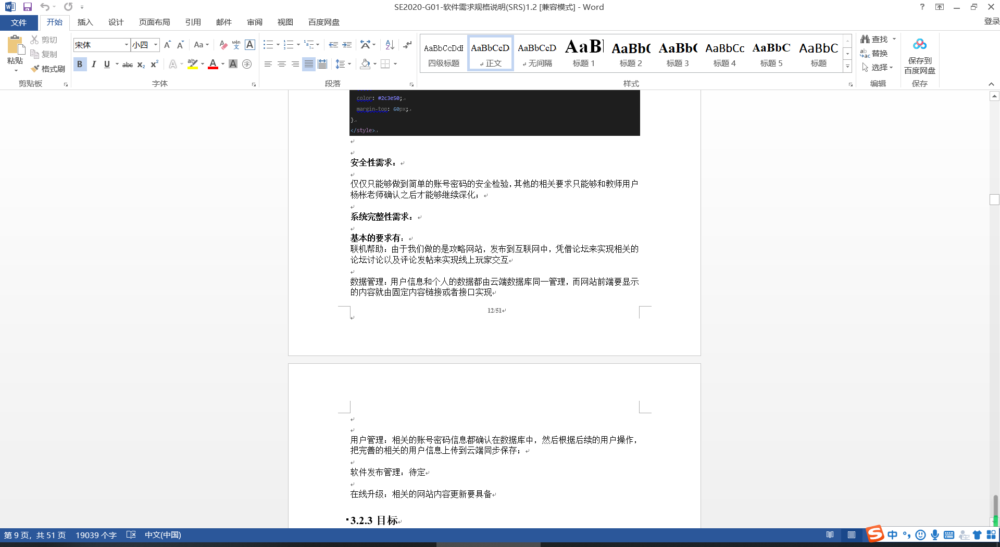 SE2020-G01-软件需求规格说明(SRS)1.2 [兼容模式] - Word
文件 开始 插入 设计 页面布局 引用 邮件 审阅 视图 百度网盘 登录
粘贴 剪切
复制
格式刷
剪贴板
宋体 小四
字体
段落
AaBbCcDdE AaBbCcD AaBbCcD AaBl AaBb( AaBb( AaBbCc AaBbC AaBbC
四级标题 正文 无间隔 标题 1 标题 2 标题 3 标题 4 标题 5 标题
样式
查找
替换
选择
编辑
保存到
百度网盘
保存
color: #2c3e50;
margin-top: 60px;
}
</style>
安全性需求：
仅仅只能够做到简单的账号密码的安全检验，其他的相关要求只能够和教师用户
杨枨老师确认之后才能够继续深化；
系统完整性需求：
基本的要求有：
联机帮助：由于我们做的是攻略网站，发布到互联网中，凭借论坛来实现相关的
论坛讨论以及评论发帖来实现线上玩家交互
数据管理：用户信息和个人的数据都由云端数据库同一管理，而网站前端要显示
的内容就由固定内容链接或者接口实现
12/51
用户管理：相关的账号密码信息都确认在数据库中，然后根据后续的用户操作，
把完善的相关的用户信息上传到云端同步保存；
软件发布管理：待定
在线升级：相关的网站内容更新要具备
3.2.3 目标
第 9 页，共 51 页 19039 个字 中文(中国) 中